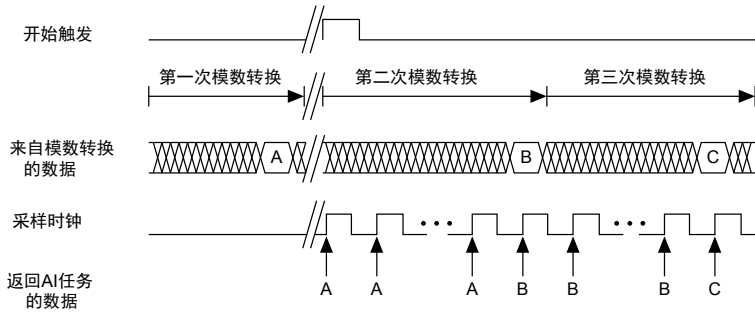 开始触发
第一次模数转换 第二次模数转换 第三次模数转换
来自模数转换
的数据
A B C
采样时钟
返回AI任务
的数据
A A A B B B C